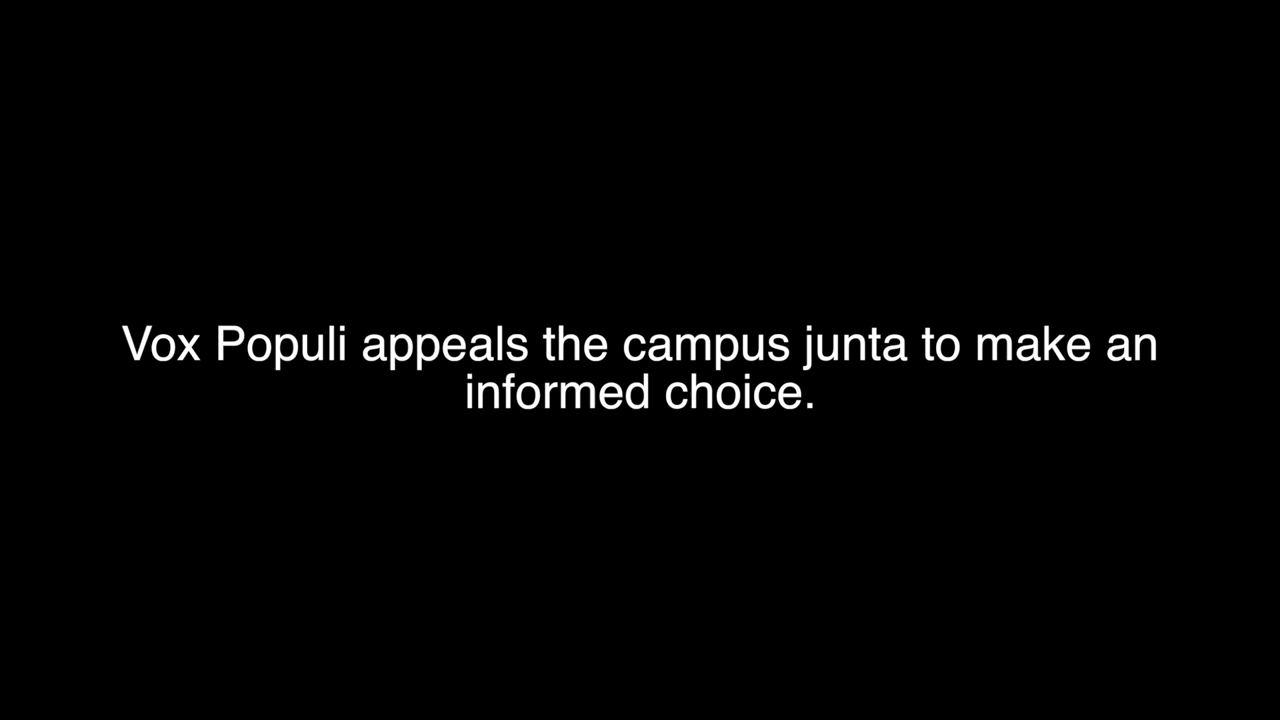 Vox Populi appeals the campus junta to make an
informed choice.